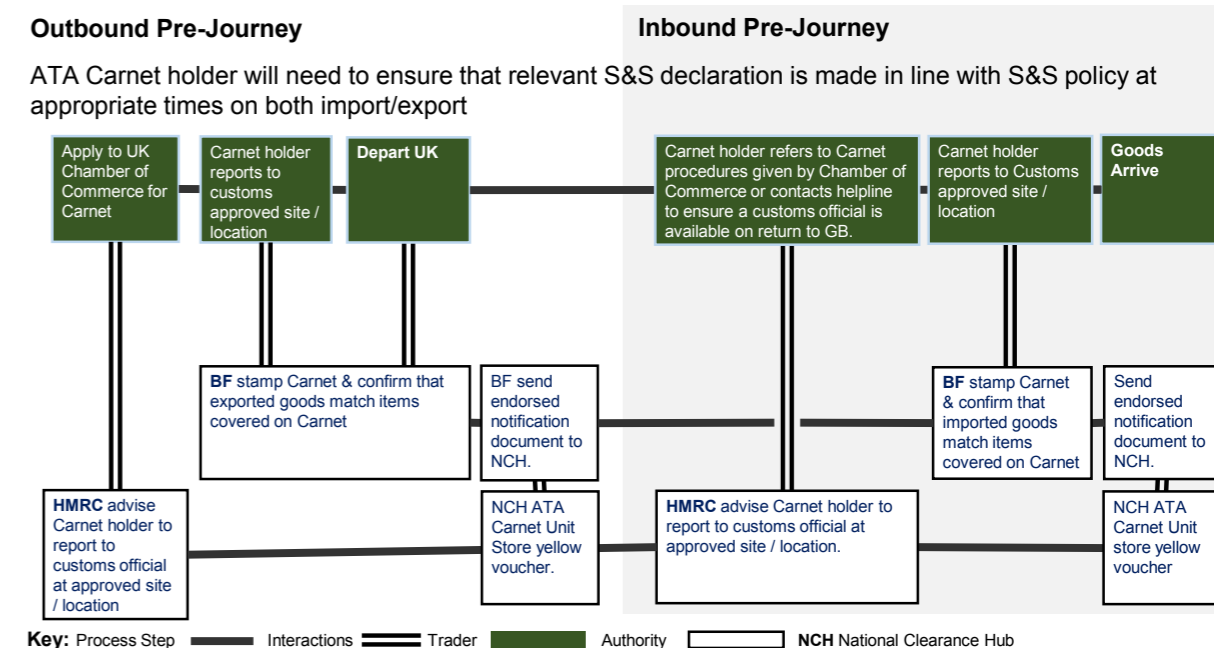 Outbound Pre-Journey
Inbound Pre-Journey
ATA Carnet holder will need to ensure that relevant S&S declaration is made in line with S&S policy at
appropriate times on both import/export
Apply to UK
Chamber of
Commerce for
Carnet
Carnet holder
reports to
customs
approved site /
location
Depart UK
Carnet holder refers to Carnet
procedures given by Chamber of
Commerce or contacts helpline
to ensure a customs official is
available on return to GB.
Carnet holder
reports to Customs
approved site /
location
Goods
Arrive
BF stamp Carnet & confirm that
exported goods match items
covered on Carnet
BF send
endorsed
notification
document to
NCH.
BF stamp Carnet
& confirm that
imported goods
match items
covered on Carnet
Send
endorsed
notification
document to
NCH.
HMRC advise
Carnet holder to
report to
customs official
at approved site
/ location
NCH ATA
Carnet Unit
Store yellow
voucher.
HMRC advise Carnet holder to
report to customs official at
approved site / location.
NCH ATA
Carnet Unit
store yellow
voucher
Key: Process Step Interactions Trader Authority NCH National Clearance Hub